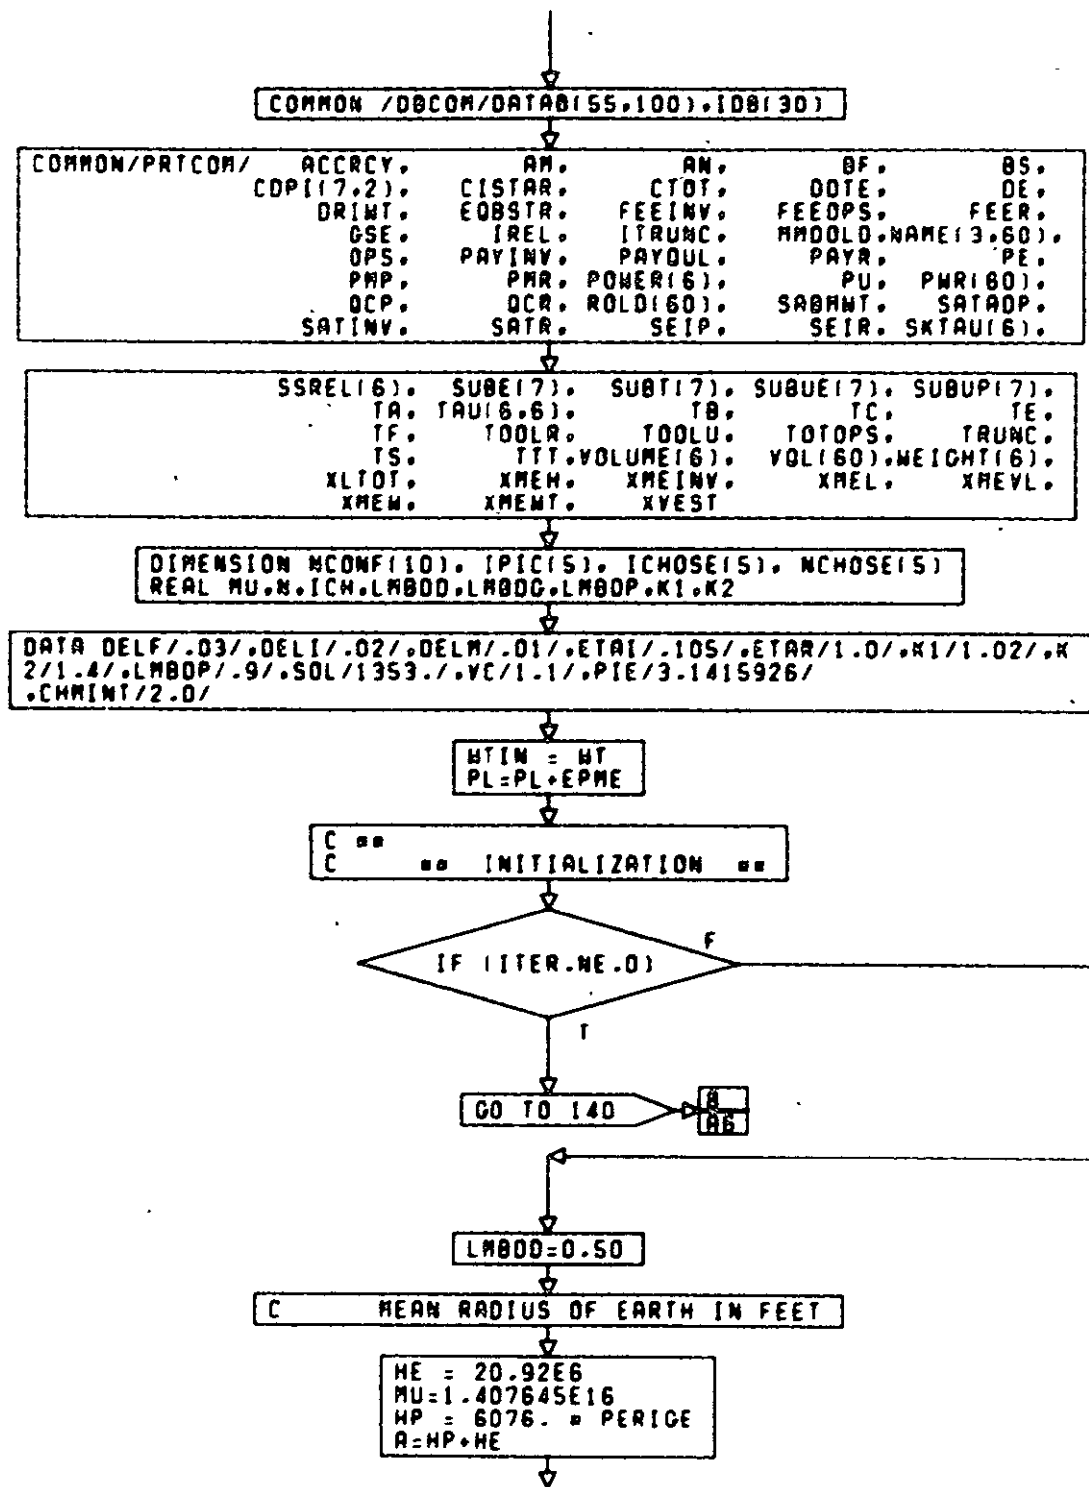 COMMON /DBCOM/DATAB(55,100),IDB(30)
COMMON/PRTCOM/ ACCRCY, AM, AN, BF, BS,
CDPI(7,2), CISTAR, CTOT, DOTE, DE,
DRIWT, EQBSTR, FEEINV, FEEOPS, FEER,
GSE, IREL, ITRUNC, MMDOLD,NAME(3,60),
OPS, PAYINV, PAYOUL, PAYR, PE,
PMP, PMR, POWER(6), PU, PWR(60),
QCP, QCR, ROLD(60), SABMWT, SATADP,
SATINV, SATR, SEIP, SEIR, SKTAU(6),
SSREL(6), SUBE(7), SUBT(7), SUBUE(7), SUBUP(7),
TA, TAU(6,6), TB, TC, TE,
TF, TOOLR, TOOLU, TOTOPS, TRUNC,
TS, TTT,VOLUME(6), VOL(60),WEIGHT(6),
XLTOT, XMEH, XMEINV, XMEL, XMEVL,
XMEW, XMEWT, XVEST
DIMENSION NCONF(10), IPIC(5), ICHOSE(5), NCHOSE(5)
REAL MU,N,ICH,LMBDD,LMBDG,LMBDP,K1,K2
DATA DELF/.03/,DELI/.02/,DELM/.01/,ETAI/.105/,ETAR/1.0/,K1/1.02/,K
2/1.4/,LMBDP/.9/,SOL/1353./,VC/1.1/,PIE/3.1415926/
,CHMINT/2.0/
WTIN = WT
PL=PL+EPME
C **
C ** INITIALIZATION **
IF (ITER.NE.0)
F
T
GO TO 140
A6
LMBDD=0.50
C MEAN RADIUS OF EARTH IN FEET
HE = 20.92E6
MU=1.407645E16
HP = 6076. * PERIGE
A=HP+HE